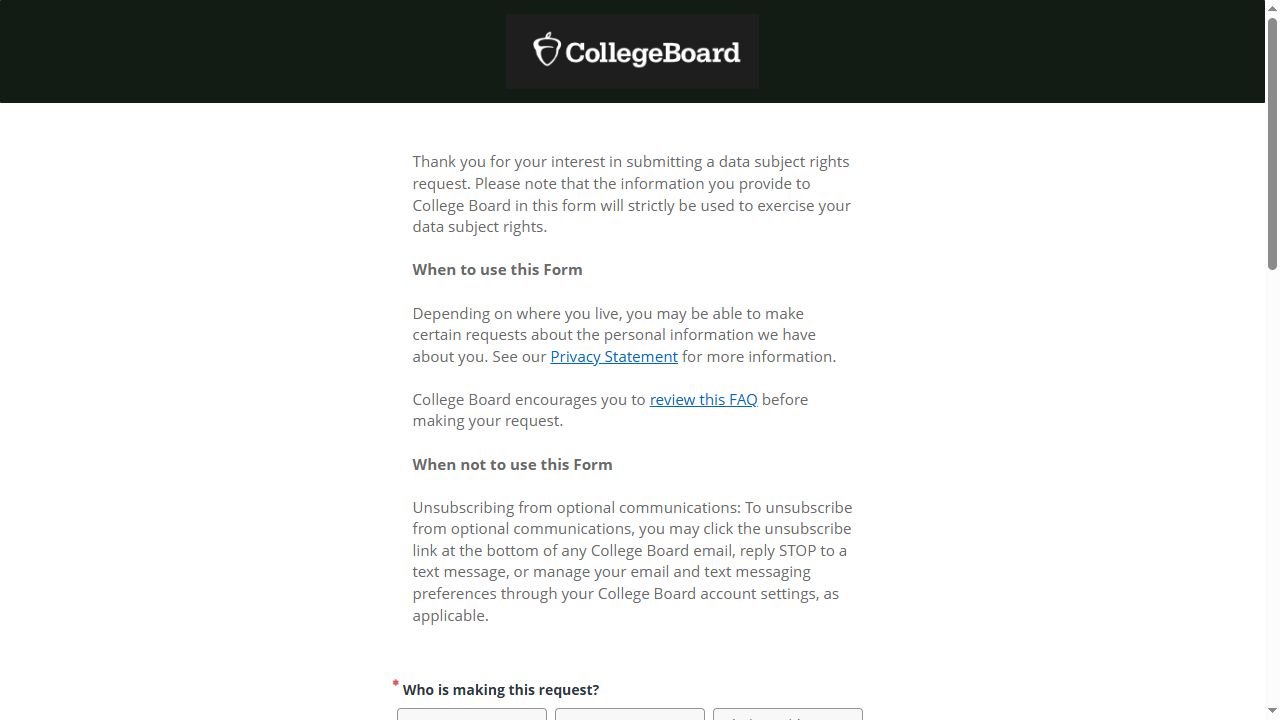 CollegeBoard
Thank you for your interest in submitting a data subject rights
request. Please note that the information you provide to
College Board in this form will strictly be used to exercise your
data subject rights.
When to use this Form
Depending on where you live, you may be able to make
certain requests about the personal information we have
about you. See our Privacy Statement for more information.
College Board encourages you to review this FAQ before
making your request.
When not to use this Form
Unsubscribing from optional communications: To unsubscribe
from optional communications, you may click the unsubscribe
link at the bottom of any College Board email, reply STOP to a
text message, or manage your email and text messaging
preferences through your College Board account settings, as
applicable.
* Who is making this request?